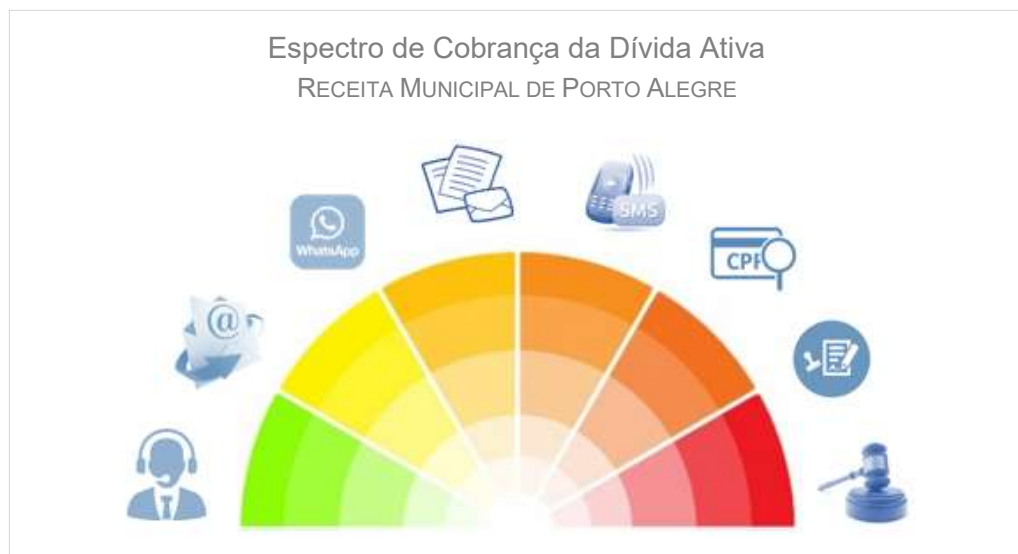 Espectro de Cobrança da Dívida Ativa
RECEITA MUNICIPAL DE PORTO ALEGRE
SMS
WhatsApp
CPF
@